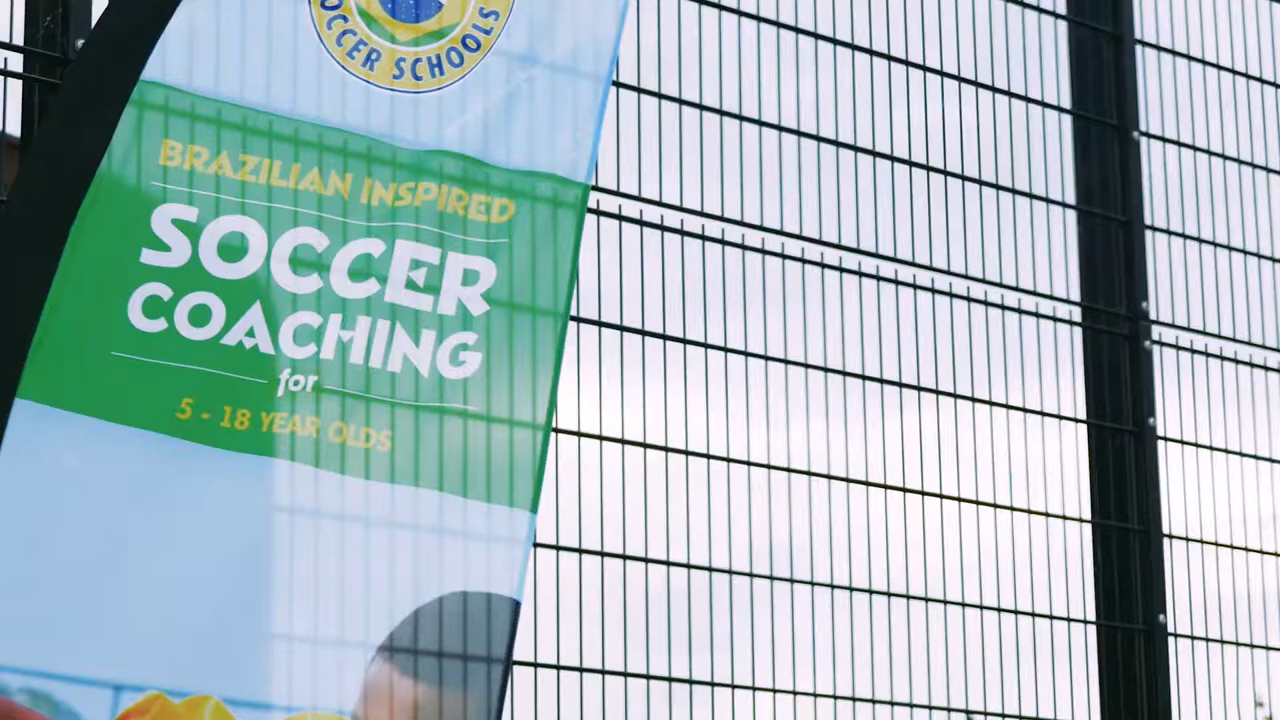 SOCCER SCHOOLS
BRAZILIAN INSPIRED
SOCCER
COACHING
for
5 - 18 YEAR OLDS